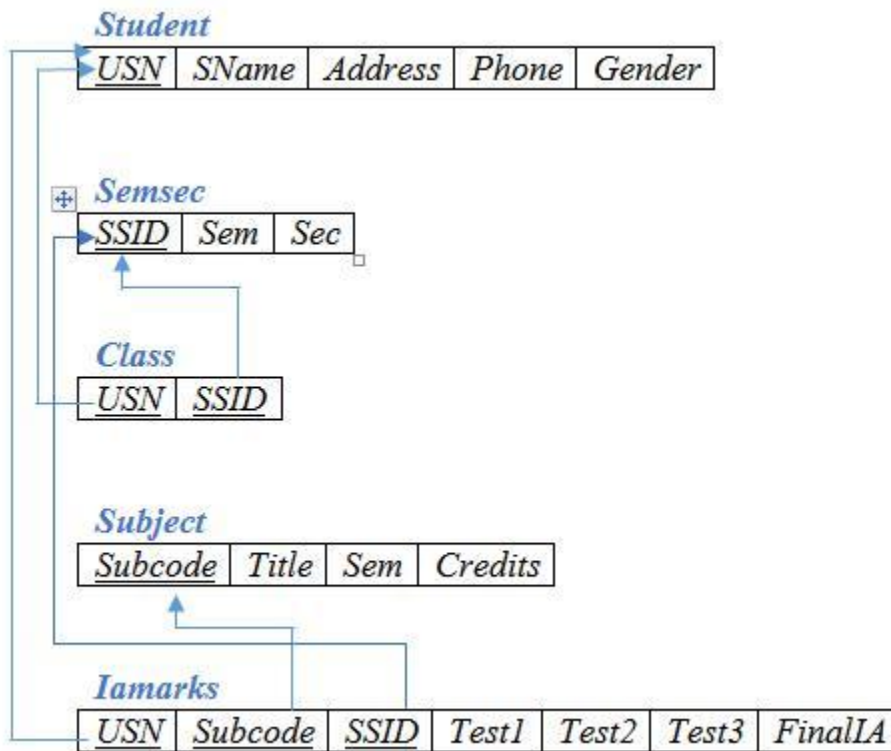 Student
USN SName Address Phone Gender
Semsec
SSID Sem Sec
Class
USN SSID
Subject
Subcode Title Sem Credits
Iamarks
USN Subcode SSID Test1 Test2 Test3 FinalIA